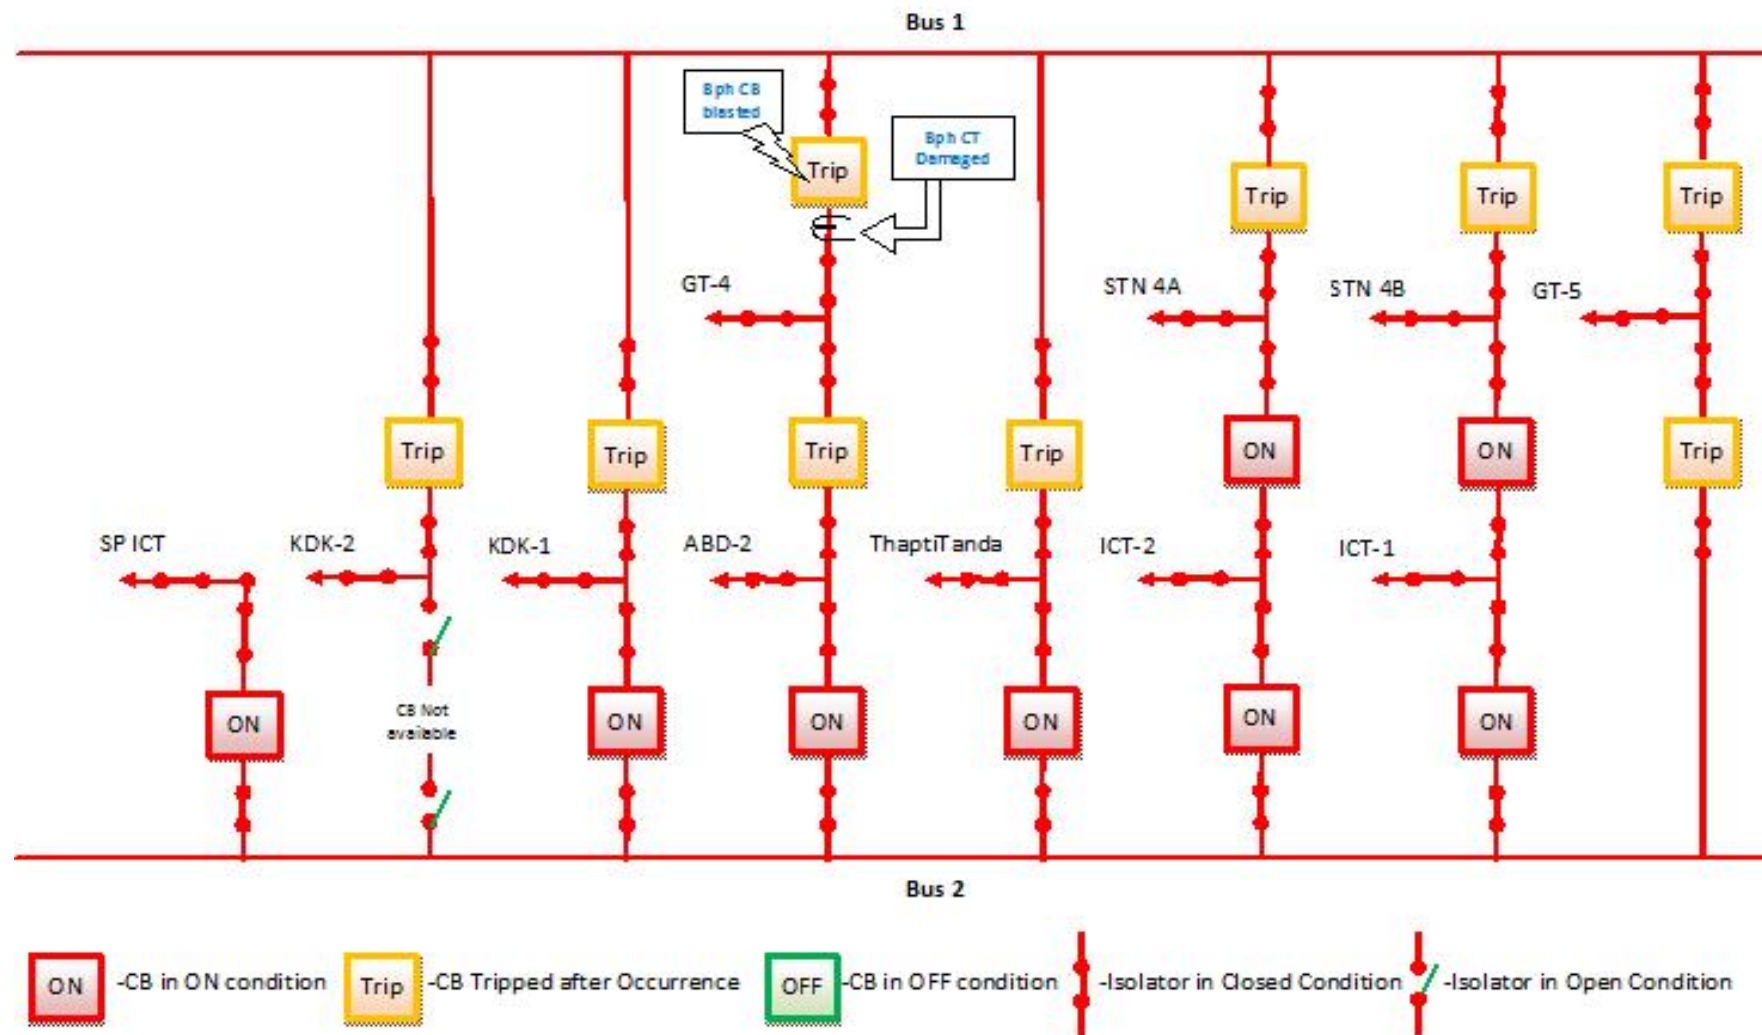 Bus 1
Bph CB
blasted
Bph CT
Damaged
Trip
Trip
Trip
Trip
GT-4
STN 4A
STN 4B
GT-5
Trip
Trip
Trip
Trip
ON
ON
Trip
SP ICT
KDK-2
KDK-1
ABD-2
ThaptiTanda
ICT-2
ICT-1
ON
CB Not
available
ON
ON
ON
ON
ON
Bus 2
ON -CB in ON condition
Trip -CB Tripped after Occurrence
OFF -CB in OFF condition
-Isolator in Closed Condition
-Isolator in Open Condition